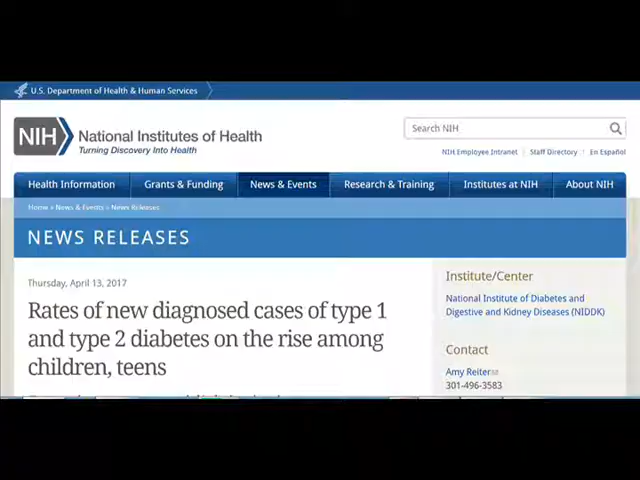 U.S. Department of Health & Human Services
NIH National Institutes of Health
Turning Discovery Into Health
Search NIH
NIH Employee Intranet Staff Directory En Español
Health Information Grants & Funding News & Events Research & Training Institutes at NIH About NIH
Home » News & Events » News Releases
NEWS RELEASES
Thursday, April 13, 2017
Rates of new diagnosed cases of type 1
and type 2 diabetes on the rise among
children, teens
Institute/Center
National Institute of Diabetes and
Digestive and Kidney Diseases (NIDDK)
Contact
Amy Reiter
301-496-3583